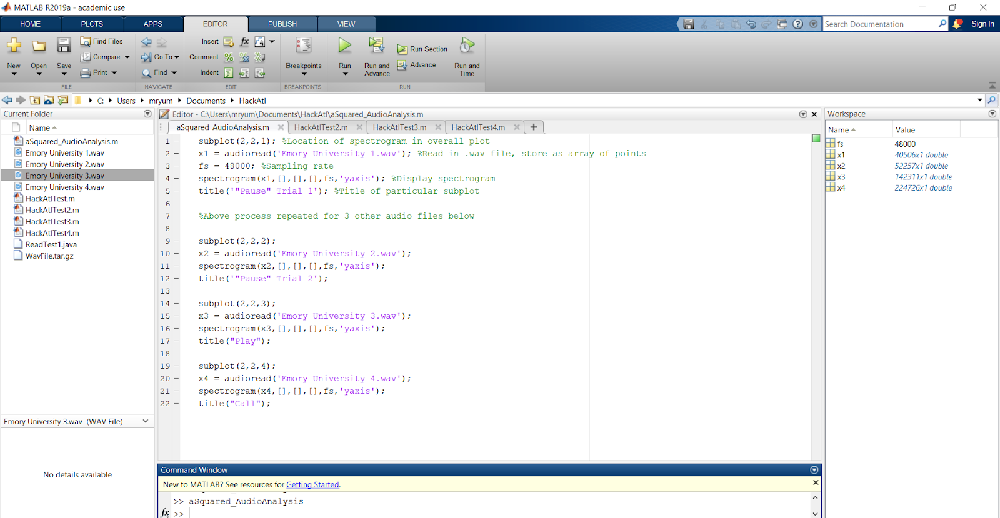 MATLAB R2019a - academic use
HOME PLOTS APPS EDITOR PUBLISH VIEW
Search Documentation
Sign In
New Open Save
Find Files
Compare
Print
FILE
Go To
Find
NAVIGATE
Insert
Comment
Indent
EDIT
Breakpoints
BREAKPOINTS
Run
Run and Advance
Run Section
Advance
Run and Time
RUN
C: Users mryum Documents HackAtl
Current Folder
Name
aSquared_AudioAnalysis.m
Emory University 1.wav
Emory University 2.wav
Emory University 3.wav
Emory University 4.wav
HackAtlTest.m
HackAtlTest2.m
HackAtlTest3.m
HackAtlTest4.m
ReadTest1.java
WavFile.tar.gz
Emory University 3.wav (WAV File)
No details available
Editor - C:\Users\mryum\Documents\HackAtl\aSquared_AudioAnalysis.m
aSquared_AudioAnalysis.m HackAtlTest2.m HackAtlTest3.m HackAtlTest4.m
1 – subplot(2,2,1); %Location of spectrogram in overall plot
2 – x1 = audioread('Emory University 1.wav'); %Read in .wav file, store as array of points
3 – fs = 48000; %Sampling rate
4 – spectrogram(x1,[],[],[],fs,'yaxis'); %Display spectrogram
5 – title('"Pause" Trial 1'); %Title of particular subplot
6
7 %Above process repeated for 3 other audio files below
8
9 – subplot(2,2,2);
10 – x2 = audioread('Emory University 2.wav');
11 – spectrogram(x2,[],[],[],fs,'yaxis');
12 – title('"Pause" Trial 2');
13
14 – subplot(2,2,3);
15 – x3 = audioread('Emory University 3.wav');
16 – spectrogram(x3,[],[],[],fs,'yaxis');
17 – title("Play");
18
19 – subplot(2,2,4);
20 – x4 = audioread('Emory University 4.wav');
21 – spectrogram(x4,[],[],[],fs,'yaxis');
22 – title("Call");
Command Window
New to MATLAB? See resources for Getting Started.
>> aSquared_AudioAnalysis
fx >>
Workspace
Name Value
fs 48000
x1 40506x1 double
x2 52257x1 double
x3 142311x1 double
x4 224726x1 double